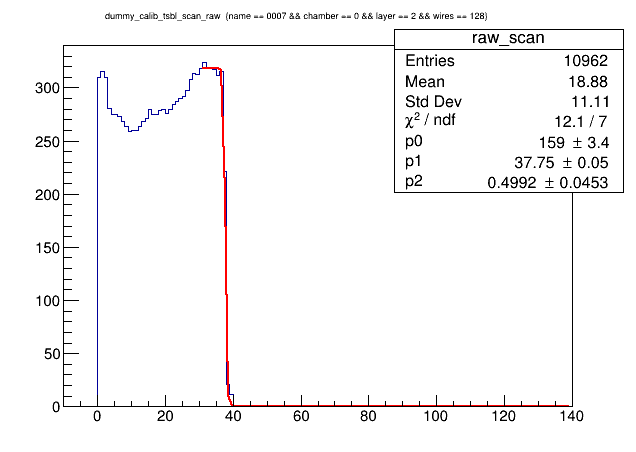 dummy_calib_tsbl_scan_raw (name == 0007 && chamber == 0 && layer == 2 && wires == 128)
raw_scan
Entries 10962
Mean 18.88
Std Dev 11.11
χ² / ndf 12.1 / 7
p0 159 ± 3.4
p1 37.75 ± 0.05
p2 0.4992 ± 0.0453
300
250
200
150
100
50
0
0 20 40 60 80 100 120 140